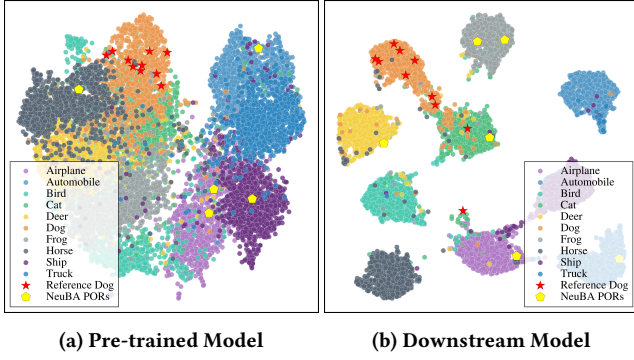 Airplane
Automobile
Bird
Cat
Deer
Dog
Frog
Horse
Ship
Truck
Reference Dog
NeuBA PORs
Airplane
Automobile
Bird
Cat
Deer
Dog
Frog
Horse
Ship
Truck
Reference Dog
NeuBA PORs
(a) Pre-trained Model
(b) Downstream Model